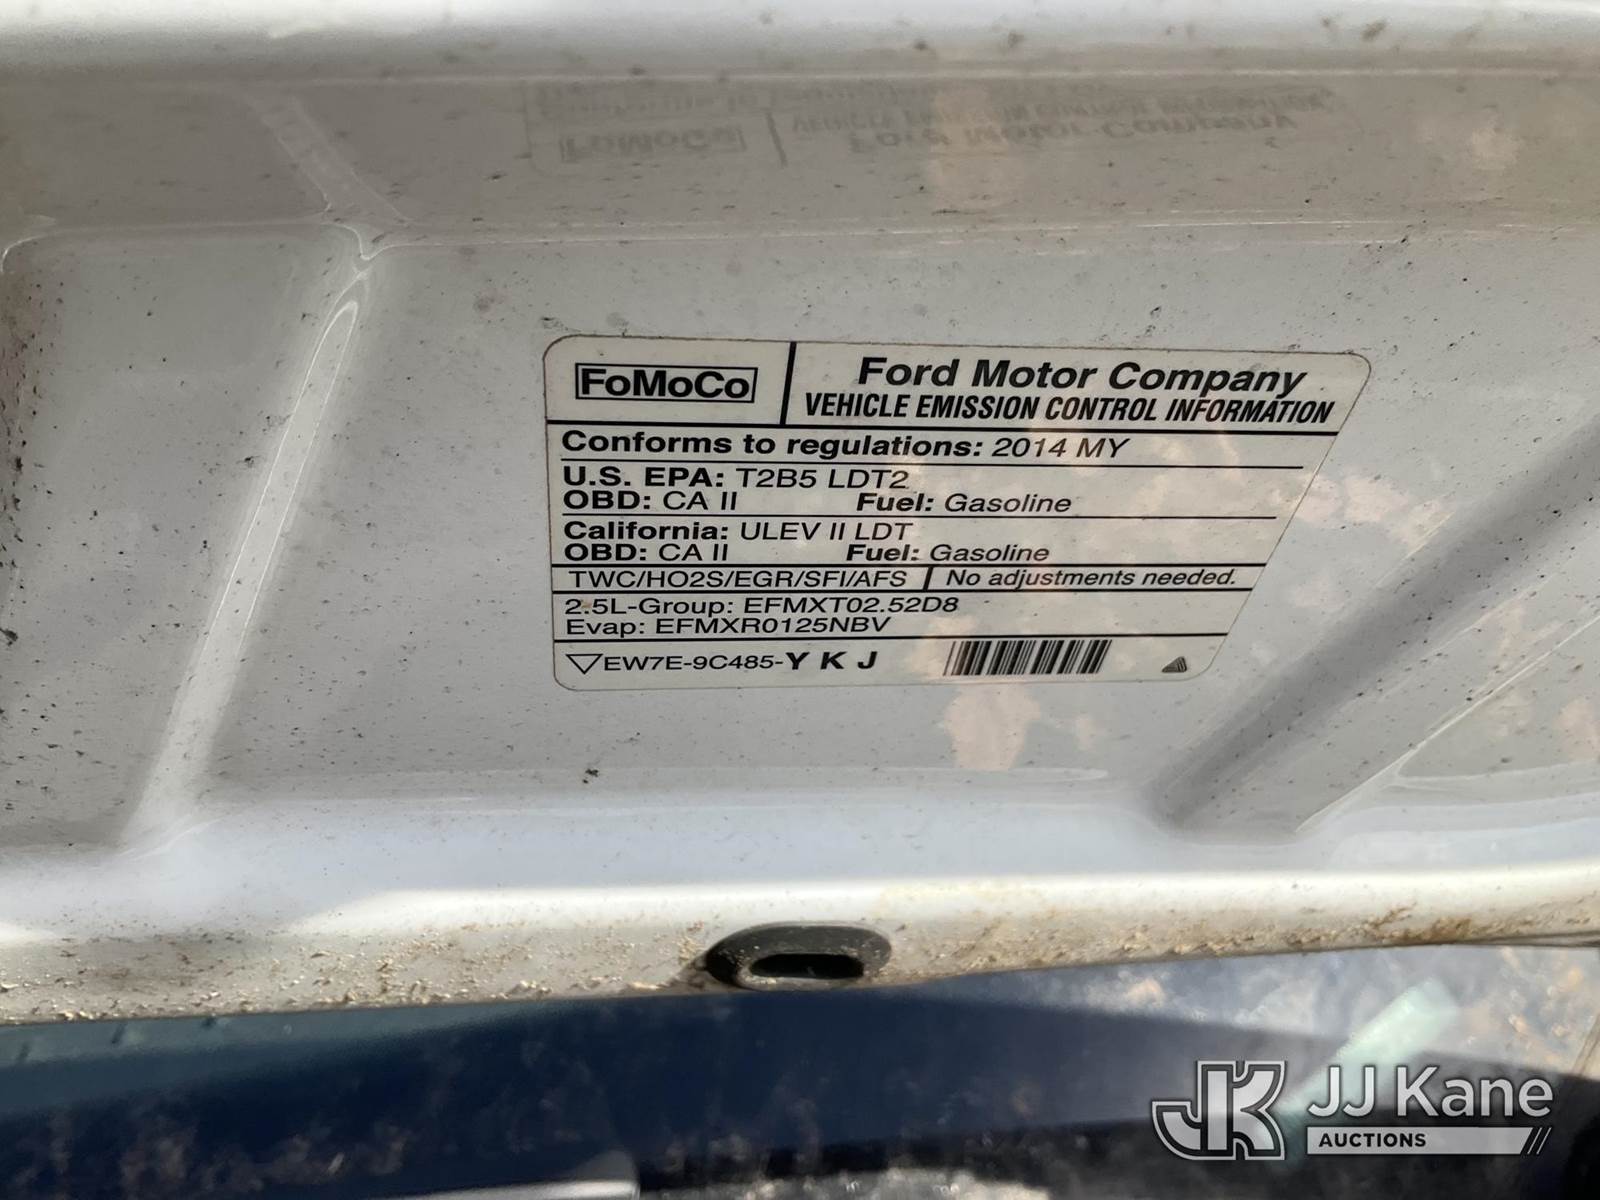 FoMoCo
Ford Motor Company
VEHICLE EMISSION CONTROL INFORMATION
Conforms to regulations: 2014 MY
U.S. EPA: T2B5 LDT2
OBD: CA II Fuel: Gasoline
California: ULEV II LDT
OBD: CA II Fuel: Gasoline
TWC/HO2S/EGR/SFI/AFS No adjustments needed.
2.5L-Group: EFMXT02.52D8
Evap: EFMXR0125NBV
EW7E-9C485-Y K J
JK JJ Kane
AUCTIONS